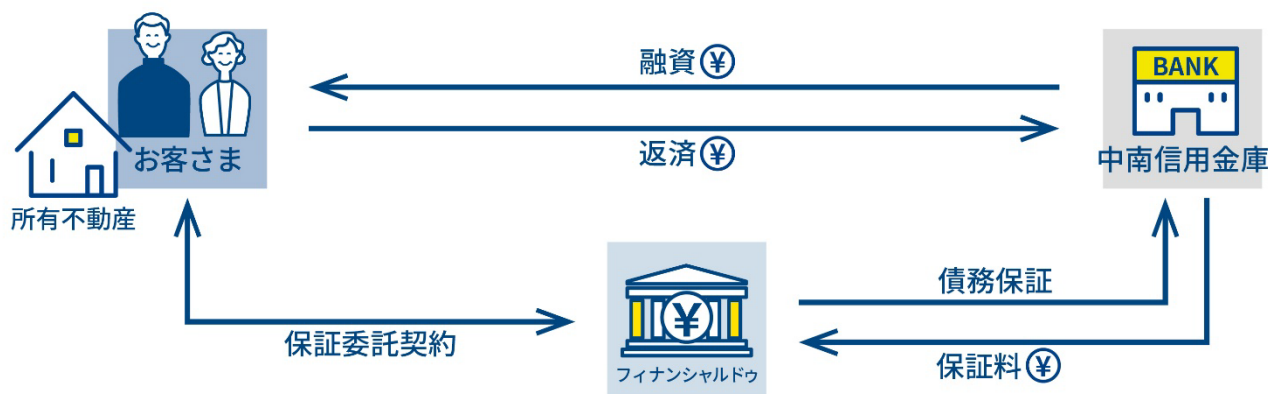 融資¥
BANK
お客さま
返済¥
中南信用金庫
所有不動産
債務保証
¥
保証委託契約
フィナンシャルドゥ
保証料¥